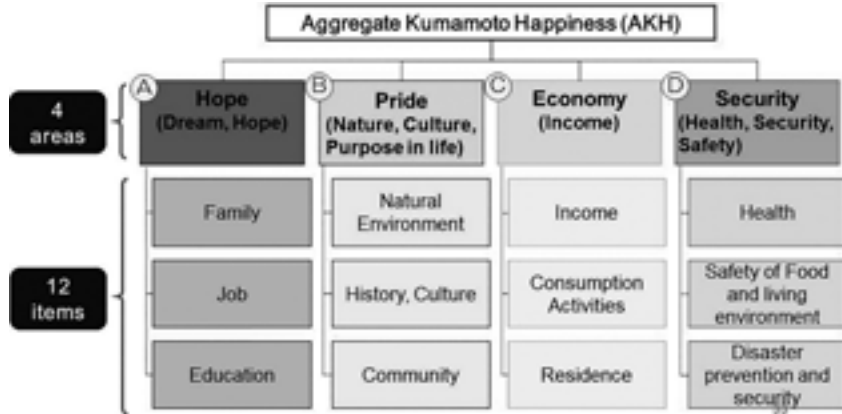 Aggregate Kumamoto Happiness (AKH)
4
areas
A
Hope
(Dream, Hope)
B
Pride
(Nature, Culture,
Purpose in life)
C
Economy
(Income)
D
Security
(Health, Security,
Safety)
12
items
Family
Natural
Environment
Income
Health
Job
History, Culture
Consumption
Activities
Safety of Food
and living
environment
Education
Community
Residence
Disaster
prevention and
security